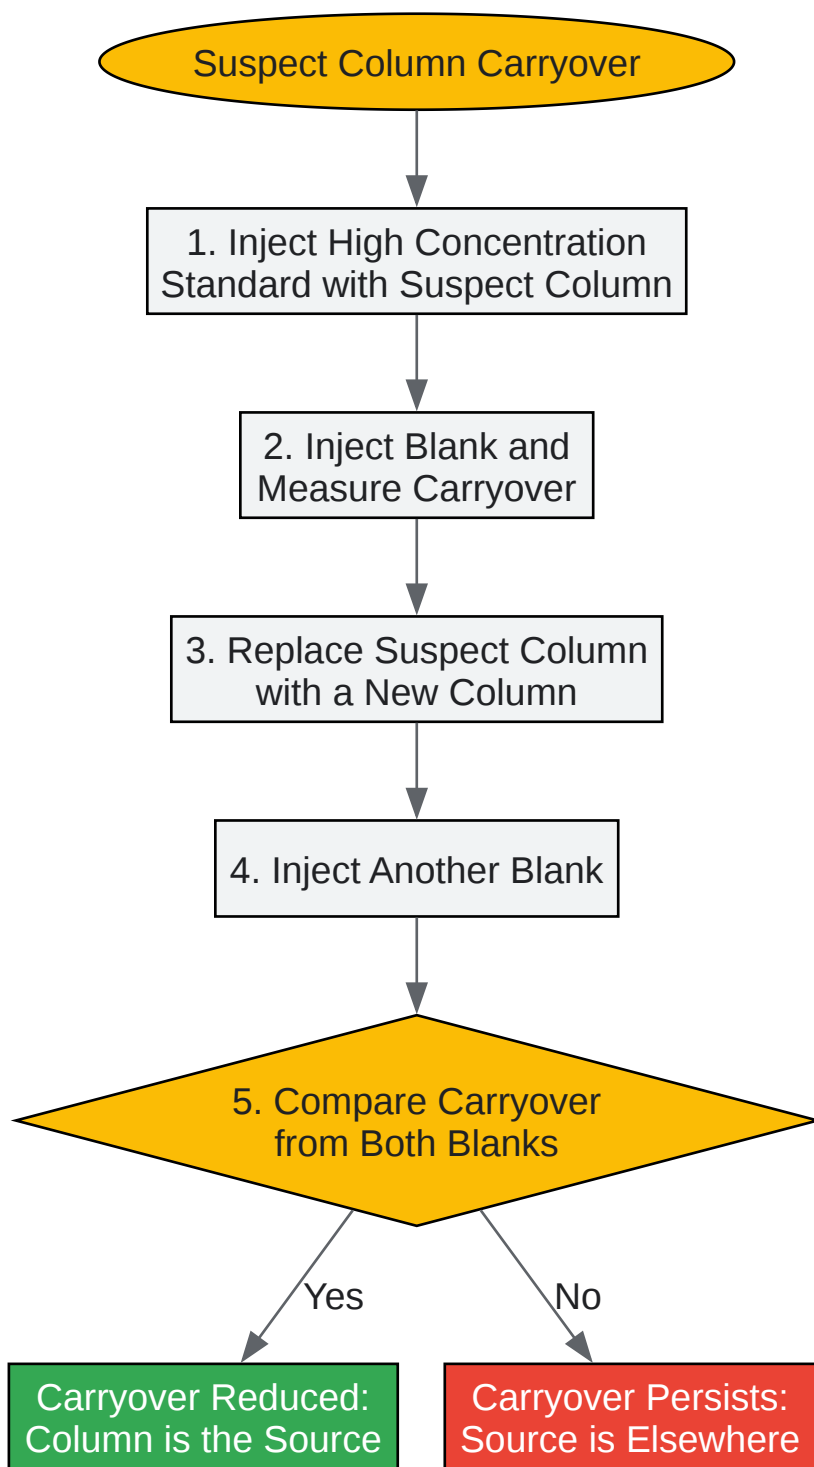 Suspect Column Carryover
1. Inject High Concentration
Standard with Suspect Column
2. Inject Blank and
Measure Carryover
3. Replace Suspect Column
with a New Column
4. Inject Another Blank
5. Compare Carryover
from Both Blanks
Yes
No
Carryover Reduced:
Column is the Source
Carryover Persists:
Source is Elsewhere